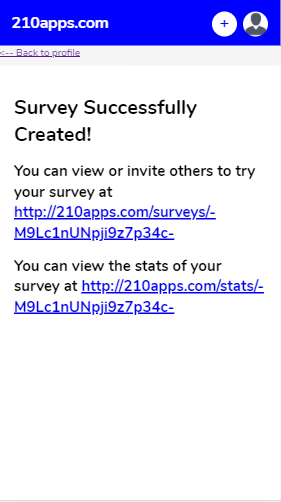 210apps.com +
<-- Back to profile
Survey Successfully
Created!
You can view or invite others to try
your survey at
http://210apps.com/surveys/-
M9Lc1nUNpji9z7p34c-
You can view the stats of your
survey at http://210apps.com/stats/-
M9Lc1nUNpji9z7p34c-